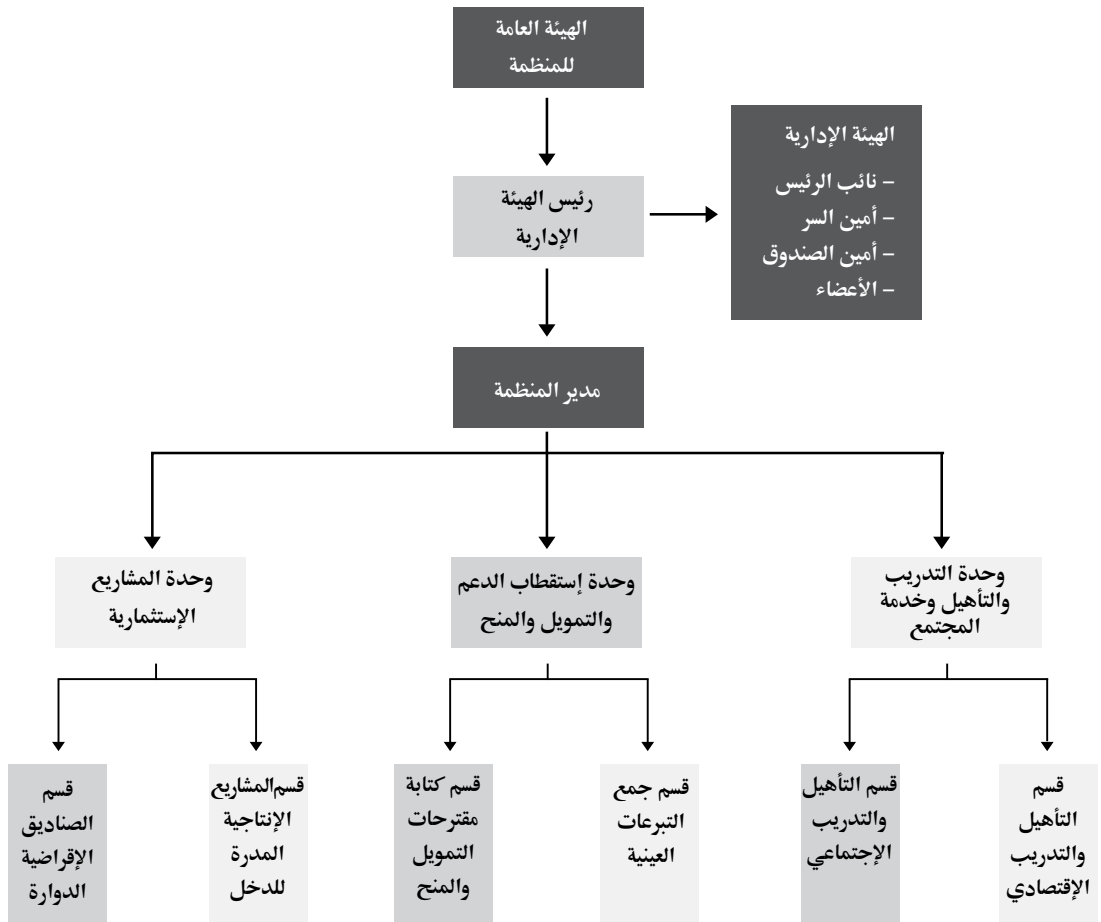 الهيئة العامة
للمنظمة
الهيئة الإدارية
– نائب الرئيس
– أمين السر
– أمين الصندوق
– الأعضاء
رئيس الهيئة
الإدارية
مدير المنظمة
وحدة التدريب
والتأهيل وخدمة
المجتمع
وحدة إستقطاب الدعم
والتمويل والمنح
وحدة المشاريع
الإستثمارية
قسم
التأهيل
والتدريب
الإقتصادي
قسم التأهيل
والتدريب
الإجتماعي
قسم جمع
التبرعات
العينية
قسم كتابة
مقترحات
التمويل
والمنح
قسم المشاريع
الإنتاجية
المدرة
للدخل
قسم
الصناديق
الإقراضية
الدوارة